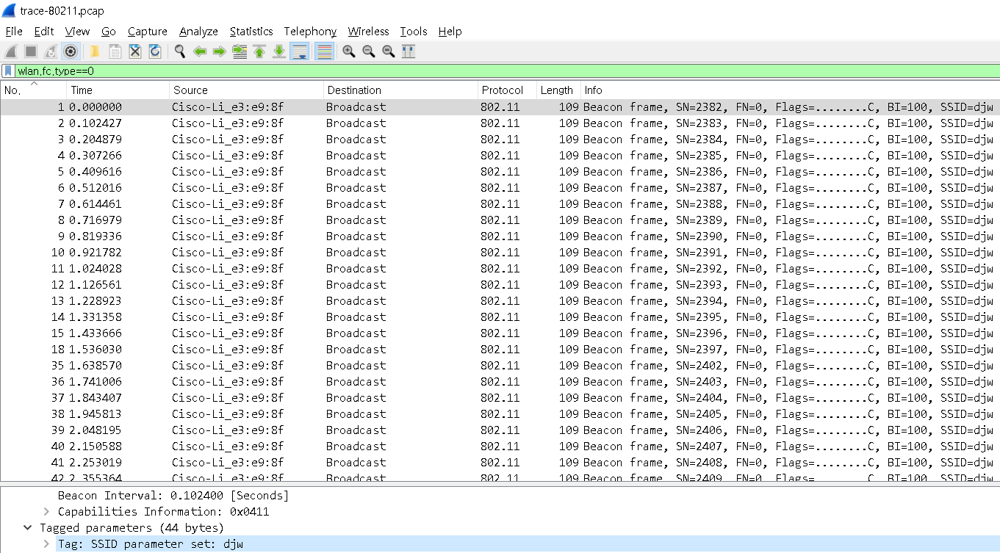 trace-80211.pcap
File Edit View Go Capture Analyze Statistics Telephony Wireless Tools Help
wlan.fc.type==0
No. Time Source Destination Protocol Length Info
1 0.000000 Cisco-Li_e3:e9:8f Broadcast 802.11 109 Beacon frame, SN=2382, FN=0, Flags=........C, BI=100, SSID=djw
2 0.102427 Cisco-Li_e3:e9:8f Broadcast 802.11 109 Beacon frame, SN=2383, FN=0, Flags=........C, BI=100, SSID=djw
3 0.204879 Cisco-Li_e3:e9:8f Broadcast 802.11 109 Beacon frame, SN=2384, FN=0, Flags=........C, BI=100, SSID=djw
4 0.307266 Cisco-Li_e3:e9:8f Broadcast 802.11 109 Beacon frame, SN=2385, FN=0, Flags=........C, BI=100, SSID=djw
5 0.409616 Cisco-Li_e3:e9:8f Broadcast 802.11 109 Beacon frame, SN=2386, FN=0, Flags=........C, BI=100, SSID=djw
6 0.512016 Cisco-Li_e3:e9:8f Broadcast 802.11 109 Beacon frame, SN=2387, FN=0, Flags=........C, BI=100, SSID=djw
7 0.614461 Cisco-Li_e3:e9:8f Broadcast 802.11 109 Beacon frame, SN=2388, FN=0, Flags=........C, BI=100, SSID=djw
8 0.716979 Cisco-Li_e3:e9:8f Broadcast 802.11 109 Beacon frame, SN=2389, FN=0, Flags=........C, BI=100, SSID=djw
9 0.819336 Cisco-Li_e3:e9:8f Broadcast 802.11 109 Beacon frame, SN=2390, FN=0, Flags=........C, BI=100, SSID=djw
10 0.921782 Cisco-Li_e3:e9:8f Broadcast 802.11 109 Beacon frame, SN=2391, FN=0, Flags=........C, BI=100, SSID=djw
11 1.024028 Cisco-Li_e3:e9:8f Broadcast 802.11 109 Beacon frame, SN=2392, FN=0, Flags=........C, BI=100, SSID=djw
12 1.126561 Cisco-Li_e3:e9:8f Broadcast 802.11 109 Beacon frame, SN=2393, FN=0, Flags=........C, BI=100, SSID=djw
13 1.228923 Cisco-Li_e3:e9:8f Broadcast 802.11 109 Beacon frame, SN=2394, FN=0, Flags=........C, BI=100, SSID=djw
14 1.331358 Cisco-Li_e3:e9:8f Broadcast 802.11 109 Beacon frame, SN=2395, FN=0, Flags=........C, BI=100, SSID=djw
15 1.433666 Cisco-Li_e3:e9:8f Broadcast 802.11 109 Beacon frame, SN=2396, FN=0, Flags=........C, BI=100, SSID=djw
18 1.536030 Cisco-Li_e3:e9:8f Broadcast 802.11 109 Beacon frame, SN=2397, FN=0, Flags=........C, BI=100, SSID=djw
35 1.638570 Cisco-Li_e3:e9:8f Broadcast 802.11 109 Beacon frame, SN=2402, FN=0, Flags=........C, BI=100, SSID=djw
36 1.741006 Cisco-Li_e3:e9:8f Broadcast 802.11 109 Beacon frame, SN=2403, FN=0, Flags=........C, BI=100, SSID=djw
37 1.843407 Cisco-Li_e3:e9:8f Broadcast 802.11 109 Beacon frame, SN=2404, FN=0, Flags=........C, BI=100, SSID=djw
38 1.945813 Cisco-Li_e3:e9:8f Broadcast 802.11 109 Beacon frame, SN=2405, FN=0, Flags=........C, BI=100, SSID=djw
39 2.048195 Cisco-Li_e3:e9:8f Broadcast 802.11 109 Beacon frame, SN=2406, FN=0, Flags=........C, BI=100, SSID=djw
40 2.150588 Cisco-Li_e3:e9:8f Broadcast 802.11 109 Beacon frame, SN=2407, FN=0, Flags=........C, BI=100, SSID=djw
41 2.253019 Cisco-Li_e3:e9:8f Broadcast 802.11 109 Beacon frame, SN=2408, FN=0, Flags=........C, BI=100, SSID=djw
42 2.355364 Cisco-Li_e3:e9:8f Broadcast 802.11 109 Beacon frame, SN=2409, FN=0, Flags=........C, BI=100, SSID=djw
Beacon Interval: 0.102400 [Seconds]
Capabilities Information: 0x0411
Tagged parameters (44 bytes)
Tag: SSID parameter set: djw